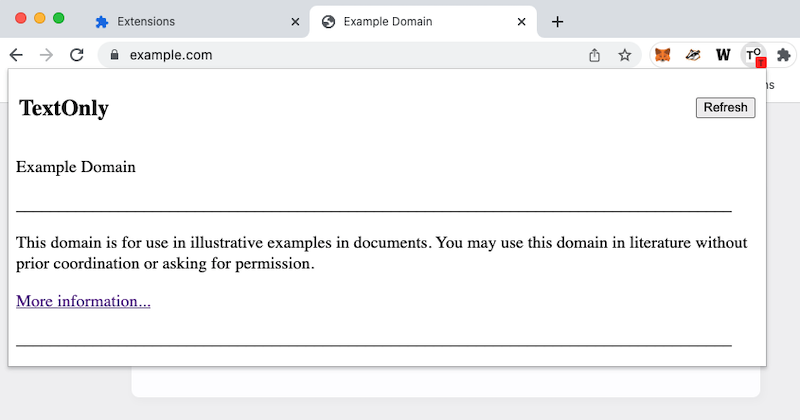 Extensions
Example Domain
example.com
W
TO
T
ns
TextOnly
Refresh
Example Domain
This domain is for use in illustrative examples in documents. You may use this domain in literature without
prior coordination or asking for permission.
More information...